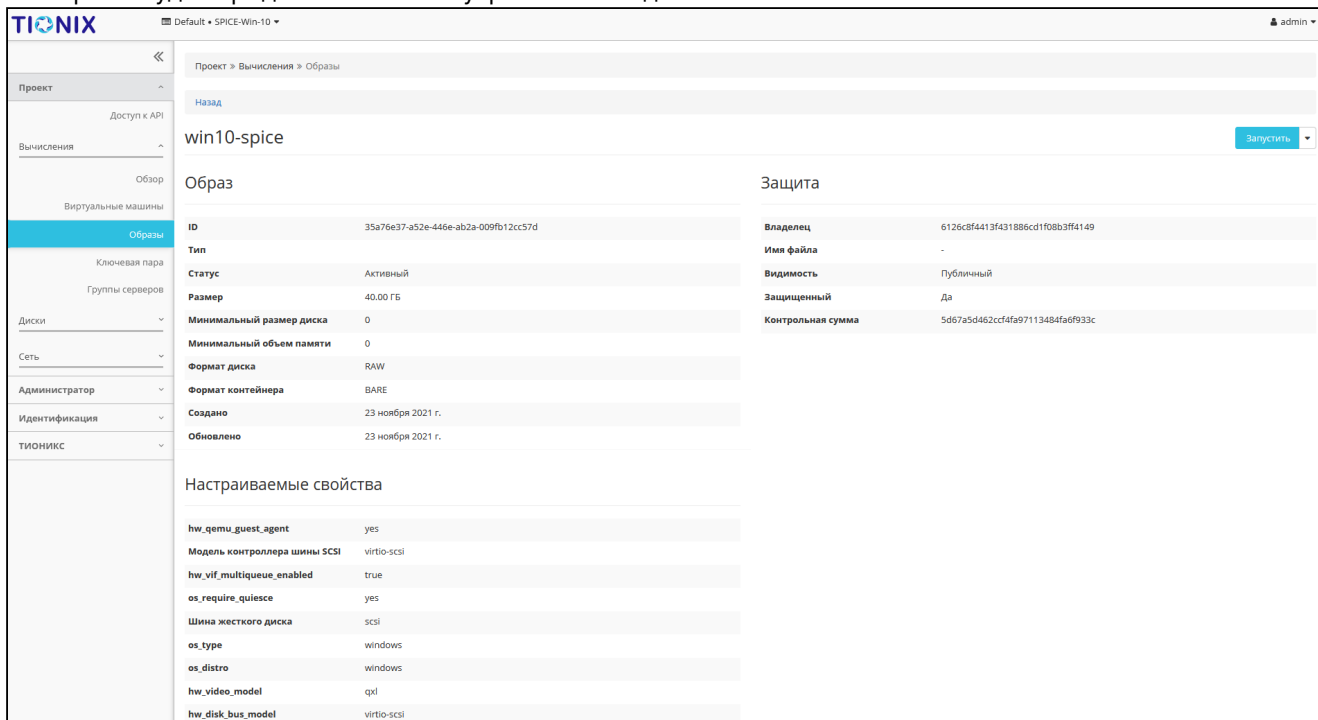 TIONIX
Default • SPICE-Win-10
admin
Проект » Вычисления » Образы
Проект
Назад
Доступ к API
win10-spice
Запустить
Вычисления
Обзор
Образ
Защита
Виртуальные машины
Образы
ID 35a76e37-a52e-446e-ab2a-009fb12cc57d
Владелец 6126c8f4413f431886cd1f08b3ff4149
Тип
Имя файла -
Ключевая пара
Статус Активный
Видимость Публичный
Группы серверов
Размер 40.00 ГБ
Защищенный Да
Диски
Минимальный размер диска 0
Контрольная сумма 5d67a5d462ccf4fa97113484fa6f933c
Минимальный объем памяти 0
Сеть
Формат диска RAW
Администратор
Формат контейнера BARE
Создано 23 ноября 2021 г.
Идентификация
Обновлено 23 ноября 2021 г.
ТИОНИКС
Настраиваемые свойства
hw_qemu_guest_agent yes
Модель контроллера шины SCSI virtio-scsi
hw_vif_multiqueue_enabled true
os_require_quiesce yes
Шина жесткого диска scsi
os_type windows
os_distro windows
hw_video_model qxl
hw_disk_bus_model virtio-scsi